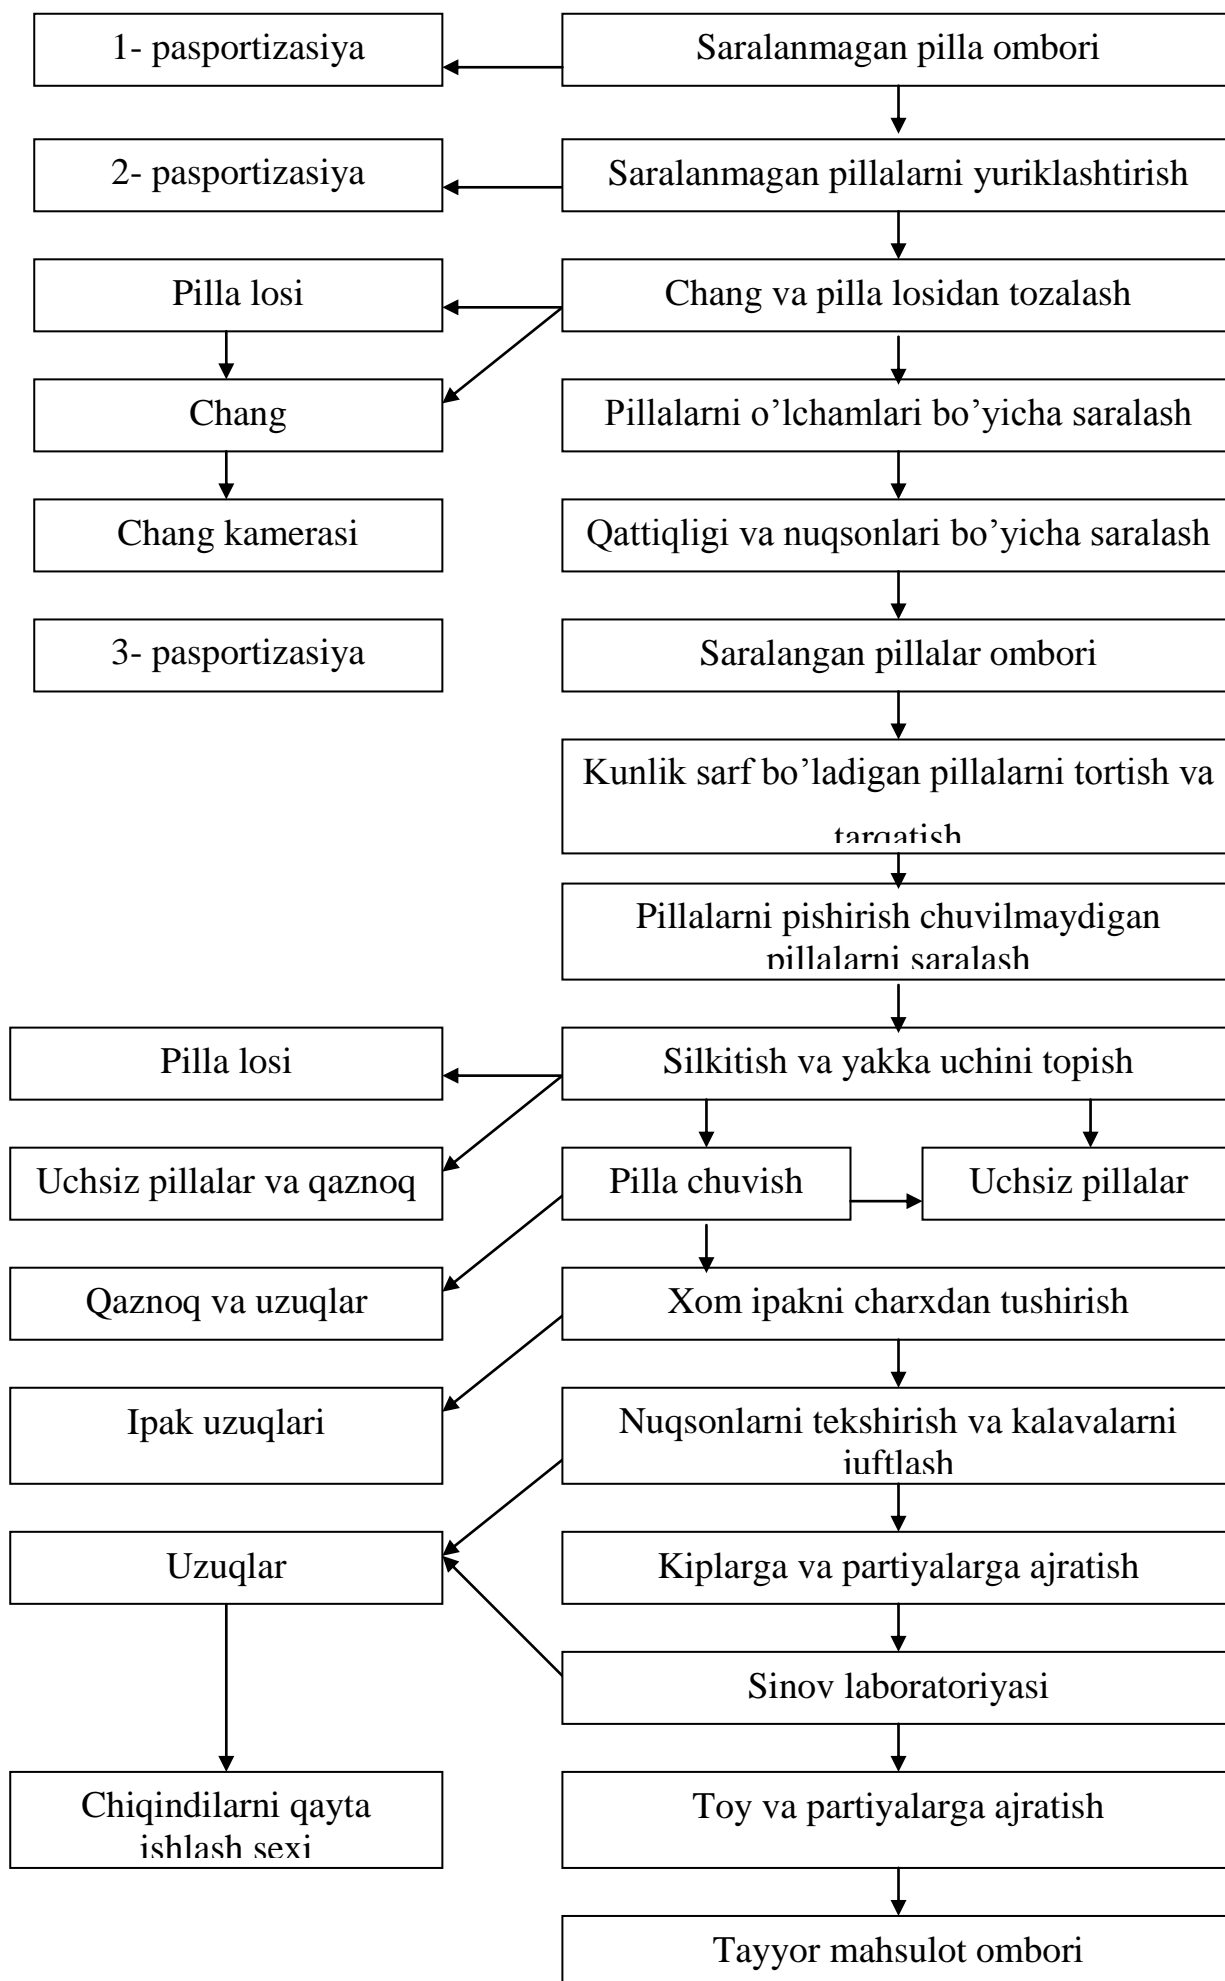 1- pasportizasiya
Saralanmagan pilla ombori
2- pasportizasiya
Saralanmagan pillalarni yuriklashtirish
Pilla losi
Chang va pilla losidan tozalash
Chang
Pillalarni o’lchamlari bo’yicha saralash
Chang kamerasi
Qattiqligi va nuqsonlari bo’yicha saralash
3- pasportizasiya
Saralangan pillalar ombori
Kunlik sarf bo’ladigan pillalarni tortish va
tarqatish
Pillalarni pishirish chuvilmaydigan
pillalarni saralash
Pilla losi
Silkitish va yakka uchini topish
Uchsiz pillalar va qaznoq
Pilla chuvish
Uchsiz pillalar
Qaznoq va uzuqlar
Xom ipakni charxdan tushirish
Ipak uzuqlari
Nuqsonlarni tekshirish va kalavalarni
juftlash
Uzuqlar
Kiplarga va partiyalarga ajratish
Sinov laboratoriyasi
Chiqindilarni qayta
ishlash sexi
Toy va partiyalarga ajratish
Tayyor mahsulot ombori